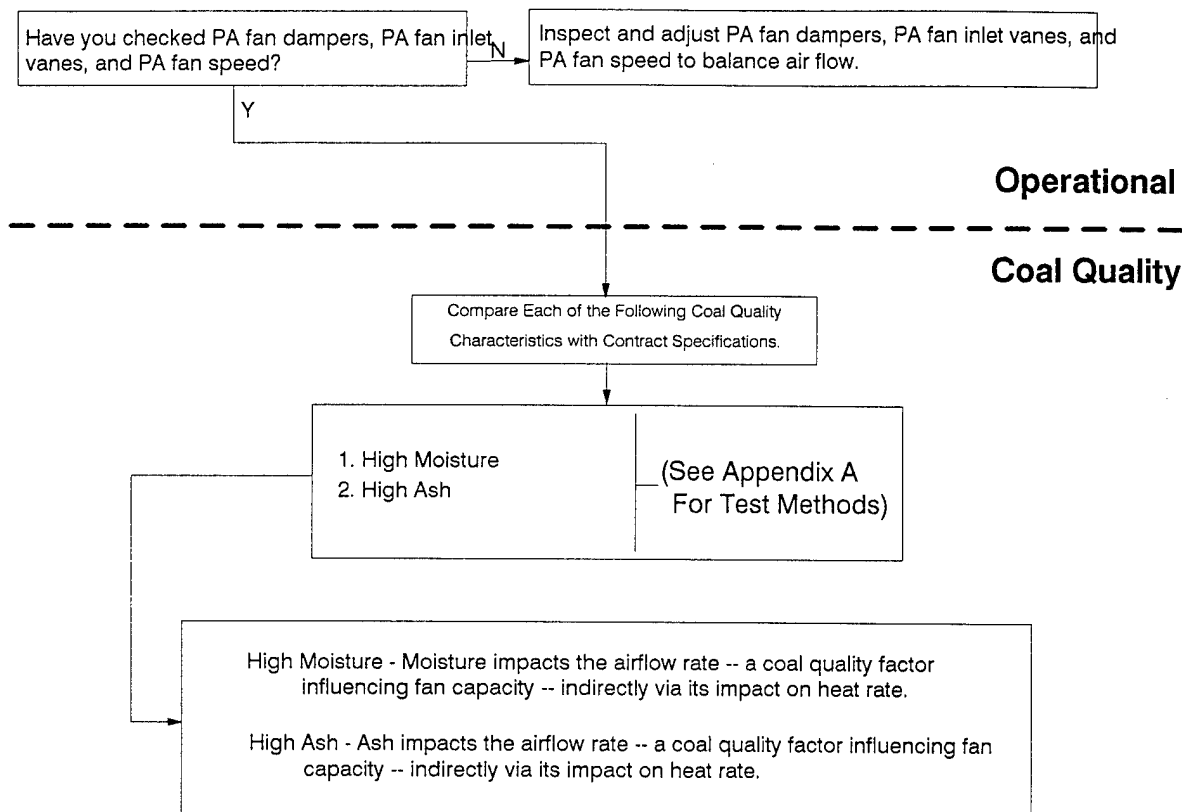 Have you checked PA fan dampers, PA fan inlet
vanes, and PA fan speed?
N
Inspect and adjust PA fan dampers, PA fan inlet vanes, and
PA fan speed to balance air flow.
Y
Operational
Coal Quality
Compare Each of the Following Coal Quality
Characteristics with Contract Specifications.
1. High Moisture
2. High Ash
(See Appendix A
For Test Methods)
High Moisture - Moisture impacts the airflow rate -- a coal quality factor
influencing fan capacity -- indirectly via its impact on heat rate.
High Ash - Ash impacts the airflow rate -- a coal quality factor influencing fan
capacity -- indirectly via its impact on heat rate.